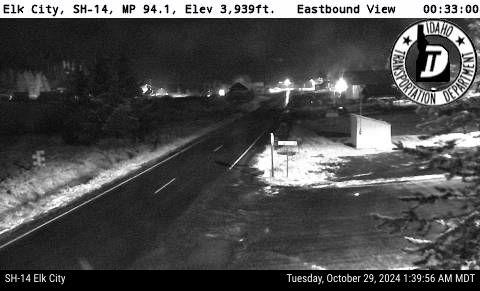 Elk City, SH-14, MP 94.1, Elev 3,939ft. Eastbound View 00:33:00
IDAHO
TRANSPORTATION DEPARTMENT
SH-14 Elk City Tuesday, October 29, 2024 1:39:56 AM MDT